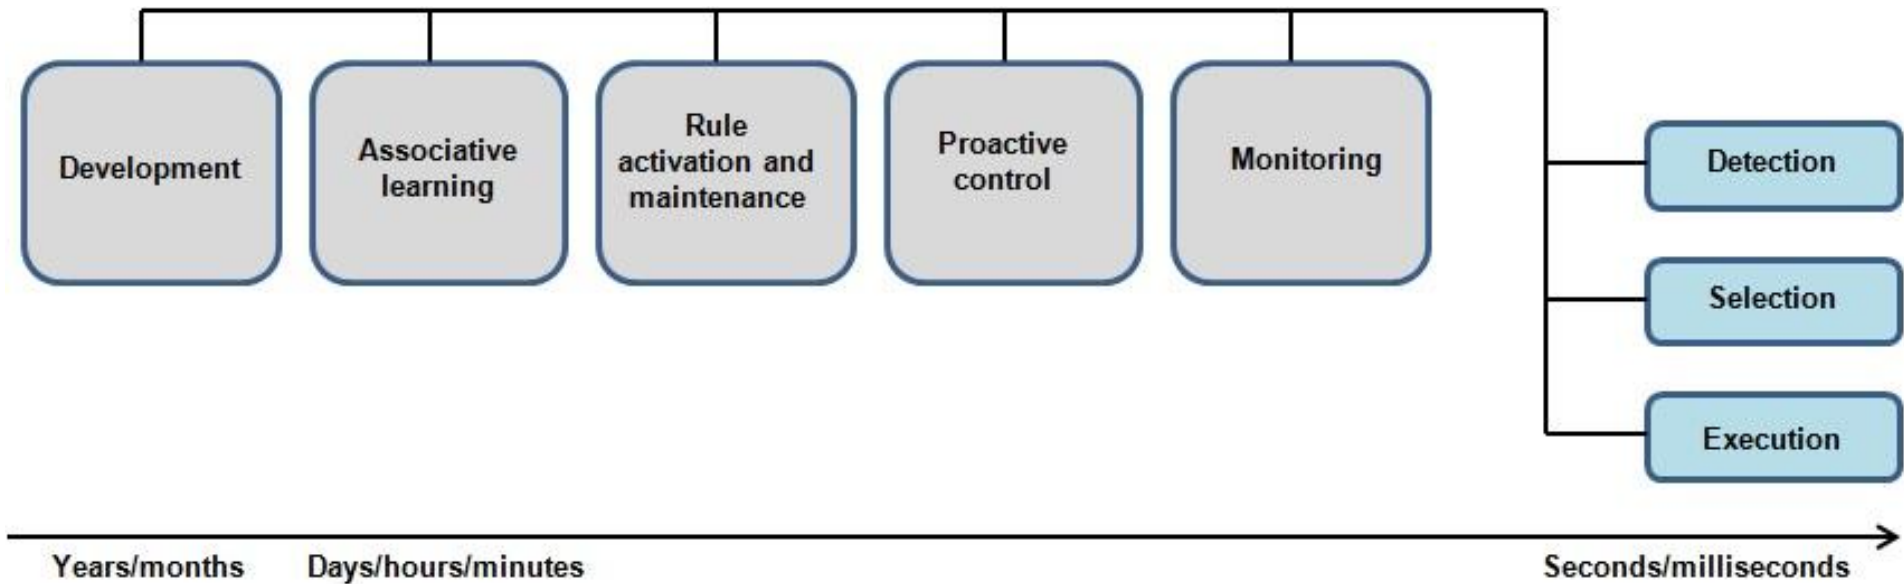 Development
Associative
learning
Rule
activation and
maintenance
Proactive
control
Monitoring
Detection
Selection
Execution
Years/months
Days/hours/minutes
Seconds/milliseconds